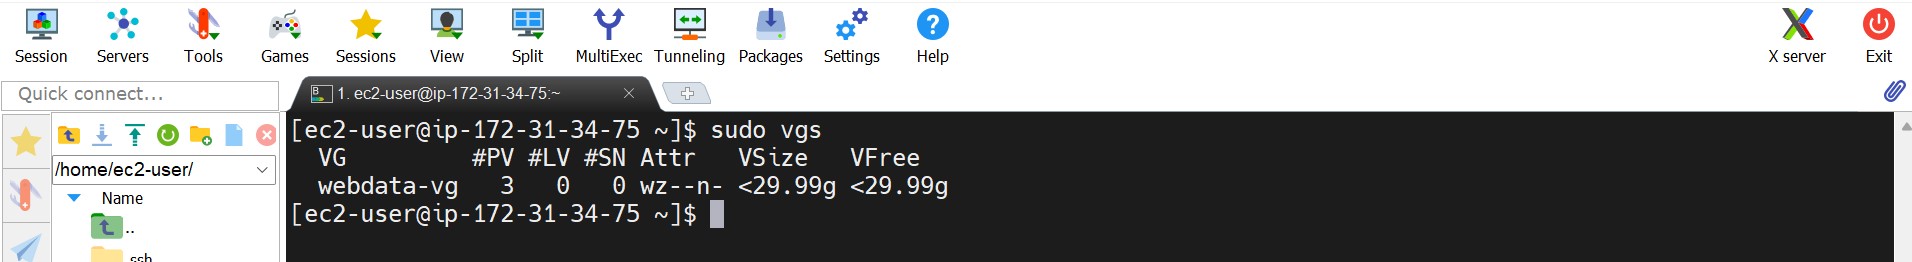 Session Servers Tools Games Sessions View Split MultiExec Tunneling Packages Settings Help X server Exit
Quick connect...
1. ec2-user@ip-172-31-34-75:~
/home/ec2-user/
Name
..
ssh
[ec2-user@ip-172-31-34-75 ~]$ sudo vgs
  VG         #PV #LV #SN Attr   VSize   VFree
  webdata-vg   3   0   0 wz--n- <29.99g <29.99g
[ec2-user@ip-172-31-34-75 ~]$